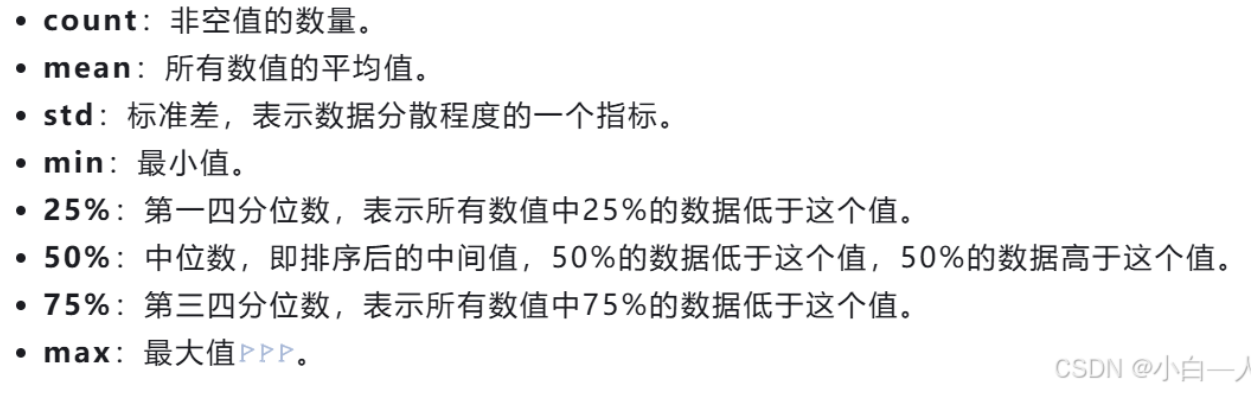 • count：非空值的数量。
• mean：所有数值的平均值。
• std：标准差，表示数据分散程度的一个指标。
• min：最小值。
• 25%：第一四分位数，表示所有数值中25%的数据低于这个值。
• 50%：中位数，即排序后的中间值，50%的数据低于这个值，50%的数据高于这个值。
• 75%：第三四分位数，表示所有数值中75%的数据低于这个值。
• max：最大值。
CSDN @小白—人